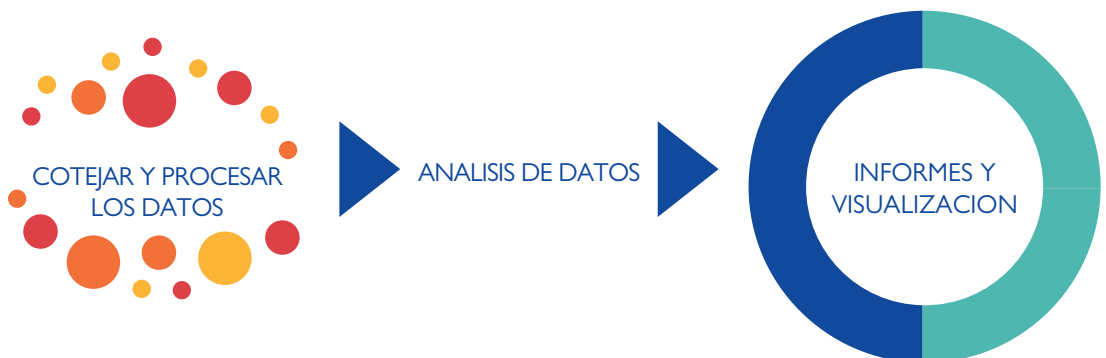 COTEJAR Y PROCESAR
LOS DATOS
ANALISIS DE DATOS
INFORMES Y
VISUALIZACION